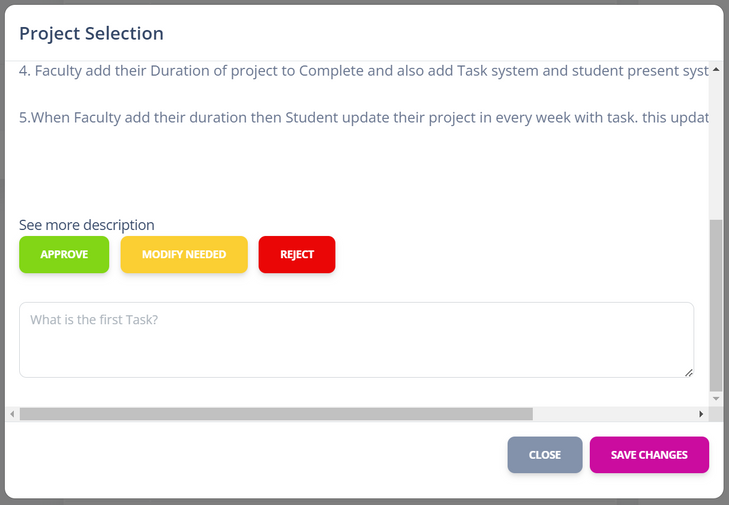 Project Selection
4. Faculty add their Duration of project to Complete and also add Task system and student present syst
5.When Faculty add their duration then Student update their project in every week with task. this updat
See more description
APPROVE MODIFY NEEDED REJECT
What is the first Task?
CLOSE SAVE CHANGES